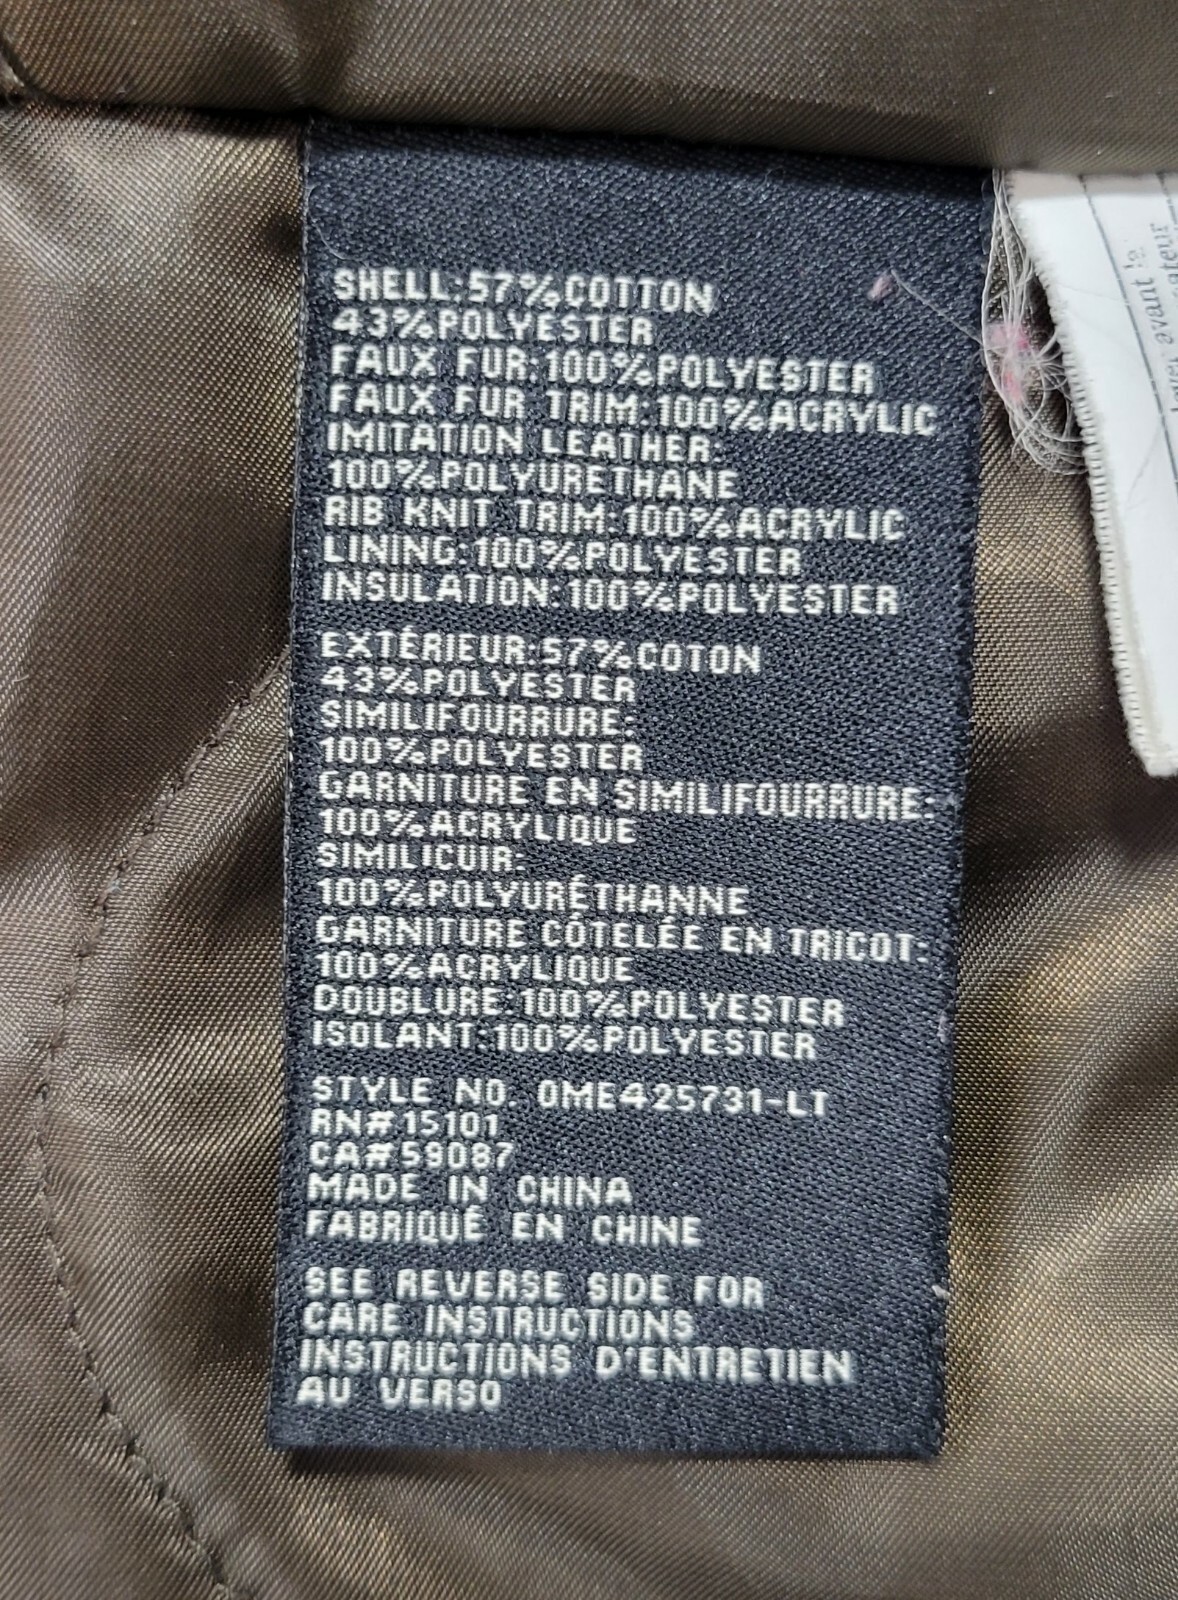 SHELL:57%COTTON
43%POLYESTER
FAUX FUR:100%POLYESTER
FAUX FUR TRIM:100%ACRYLIC
IMITATION LEATHER:
100%POLYURETHANE
RIB KNIT TRIM:100%ACRYLIC
LINING:100%POLYESTER
INSULATION:100%POLYESTER
EXTÉRIEUR:57%COTON
43%POLYESTER
SIMILIFOURRURE:
100%POLYESTER
GARNITURE EN SIMILIFOURRURE:
100%ACRYLIQUE
SIMILICUIR:
100%POLYURÉTHANNE
GARNITURE CÔTELÉE EN TRICOT:
100%ACRYLIQUE
DOUBLURE:100%POLYESTER
ISOLANT:100%POLYESTER
STYLE NO. 0ME425731-LT
RN#15101
CA#59087
MADE IN CHINA
FABRIQUÉ EN CHINE
SEE REVERSE SIDE FOR
CARE INSTRUCTIONS
INSTRUCTIONS D'ENTRETIEN
AU VERSO
avant la